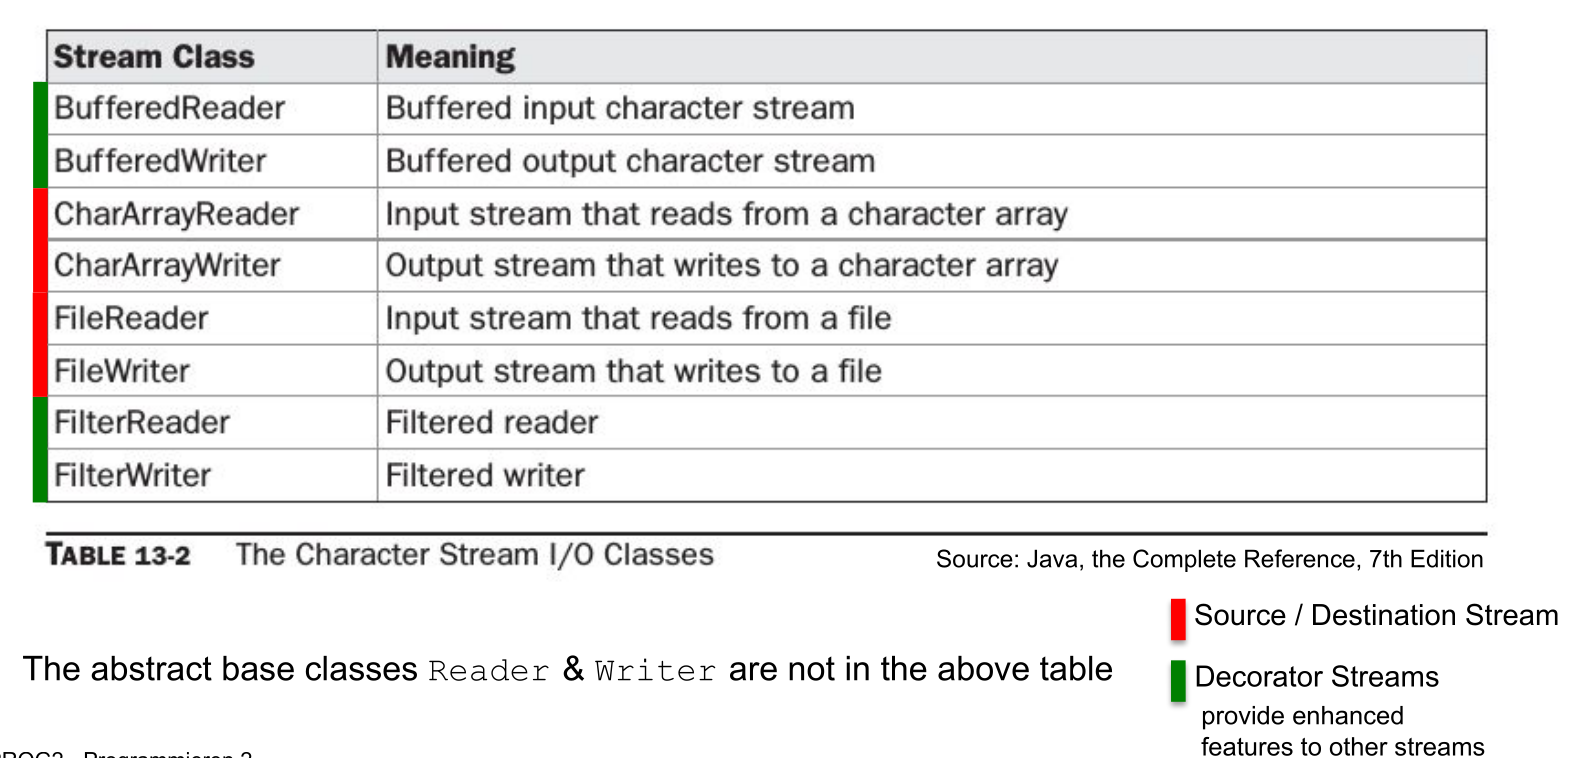 Stream Class Meaning
BufferedReader Buffered input character stream
BufferedWriter Buffered output character stream
CharArrayReader Input stream that reads from a character array
CharArrayWriter Output stream that writes to a character array
FileReader Input stream that reads from a file
FileWriter Output stream that writes to a file
FilterReader Filtered reader
FilterWriter Filtered writer
TABLE 13-2 The Character Stream I/O Classes
Source: Java, the Complete Reference, 7th Edition
Source / Destination Stream
The abstract base classes Reader & Writer are not in the above table
Decorator Streams
provide enhanced
features to other streams